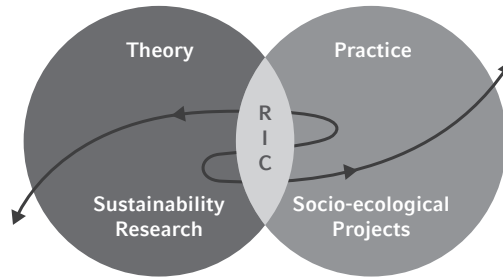 Theory
Practice
R
I
C
Sustainability
Research
Socio-ecological
Projects